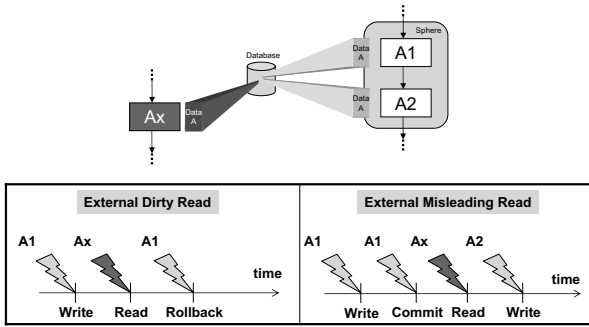 Sphere
Data
A
A1
Database
Data
A
Ax
Data
A
A2
External Dirty Read
External Misleading Read
A1 Ax A1
time
Write Read Rollback
A1 A1 Ax A2
time
Write Commit Read Write